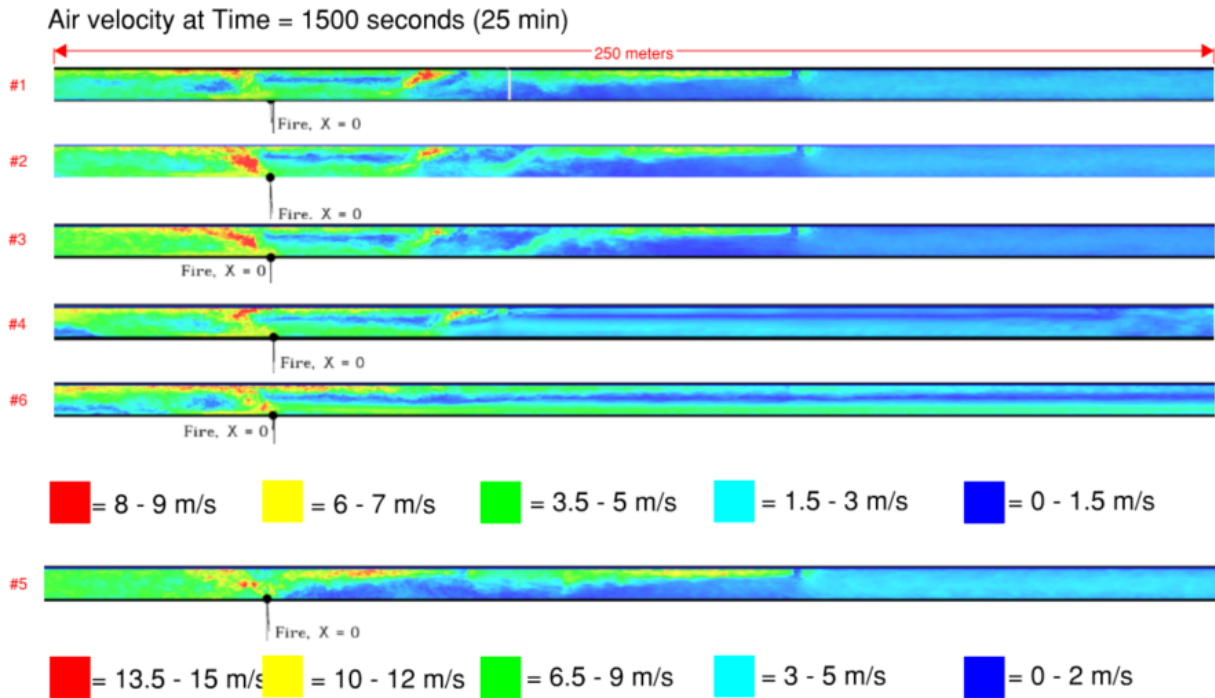 Air velocity at Time = 1500 seconds (25 min)
250 meters
#1
Fire, X = 0
#2
Fire, X = 0
#3
Fire, X = 0
#4
Fire, X = 0
#6
Fire, X = 0
= 8 - 9 m/s = 6 - 7 m/s = 3.5 - 5 m/s = 1.5 - 3 m/s = 0 - 1.5 m/s
#5
Fire, X = 0
= 13.5 - 15 m/s = 10 - 12 m/s = 6.5 - 9 m/s = 3 - 5 m/s = 0 - 2 m/s